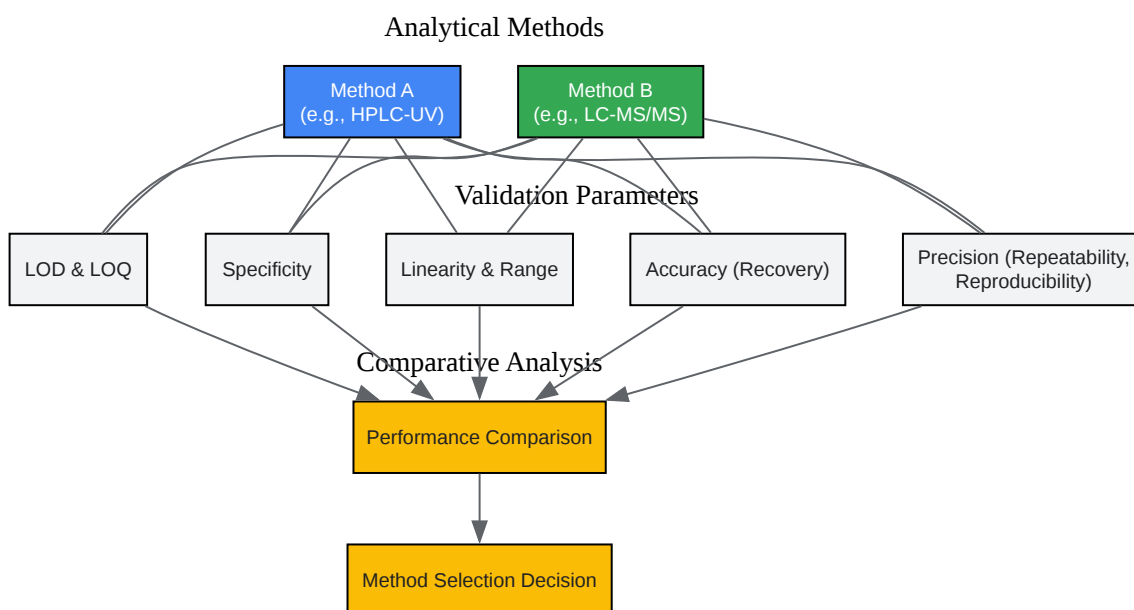 Analytical Methods
Method A
(e.g., HPLC-UV)
Method B
(e.g., LC-MS/MS)
Validation Parameters
LOD & LOQ
Specificity
Linearity & Range
Accuracy (Recovery)
Precision (Repeatability,
Reproducibility)
Comparative Analysis
Performance Comparison
Method Selection Decision